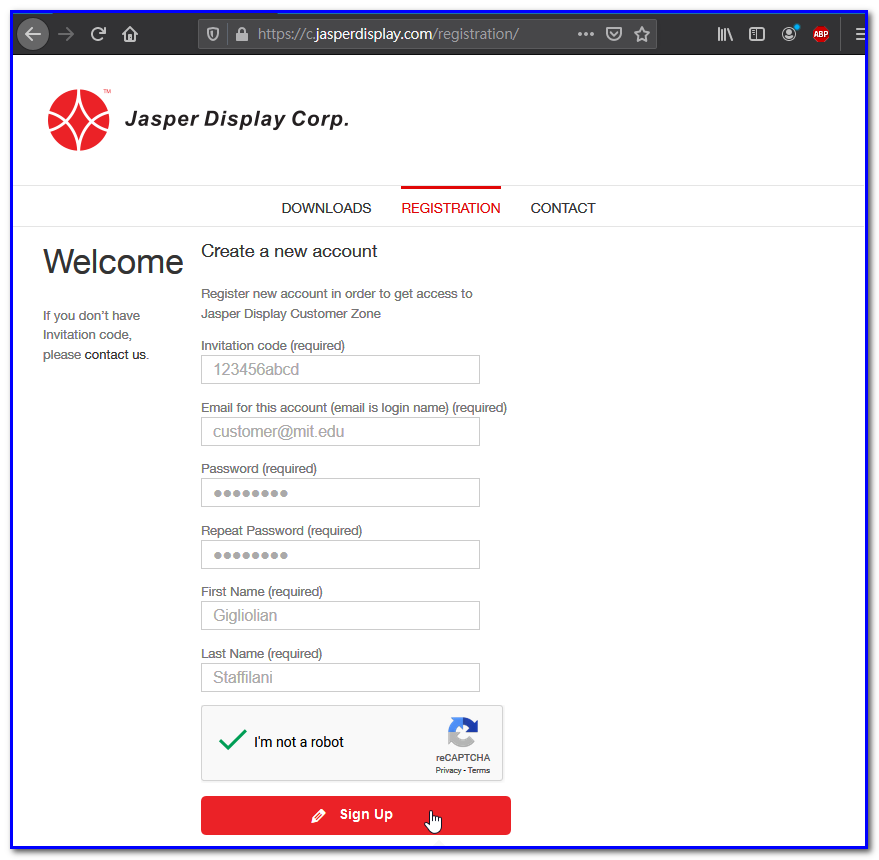 https://c.jasperdisplay.com/registration/
ABP
TM
Jasper Display Corp.
DOWNLOADS REGISTRATION CONTACT
Welcome
If you don't have
Invitation code,
please contact us.
Create a new account
Register new account in order to get access to
Jasper Display Customer Zone
Invitation code (required)
123456abcd
Email for this account (email is login name) (required)
customer@mit.edu
Password (required)
●●●●●●●●
Repeat Password (required)
●●●●●●●●
First Name (required)
Gigliolian
Last Name (required)
Staffilani
I'm not a robot
reCAPTCHA
Privacy - Terms
Sign Up